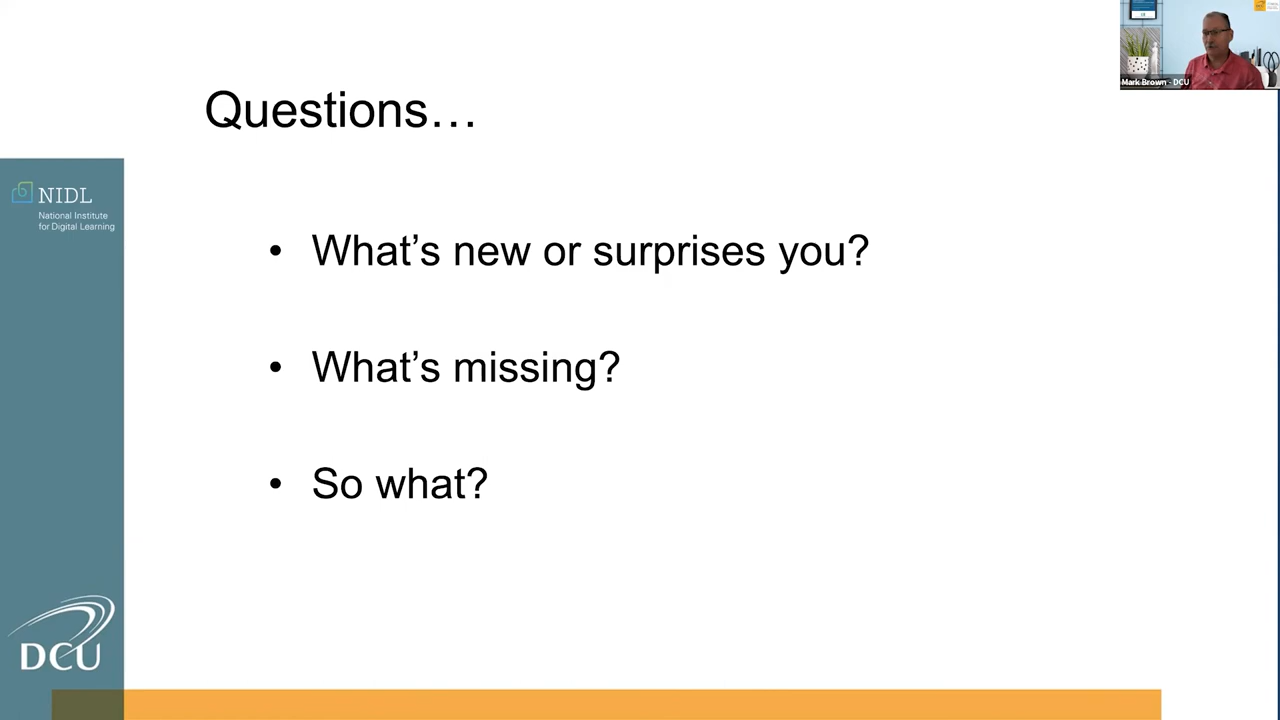 Mark Brown - DCU
Questions…
NIDL
National Institute
for Digital Learning
• What’s new or surprises you?
• What’s missing?
• So what?
DCU